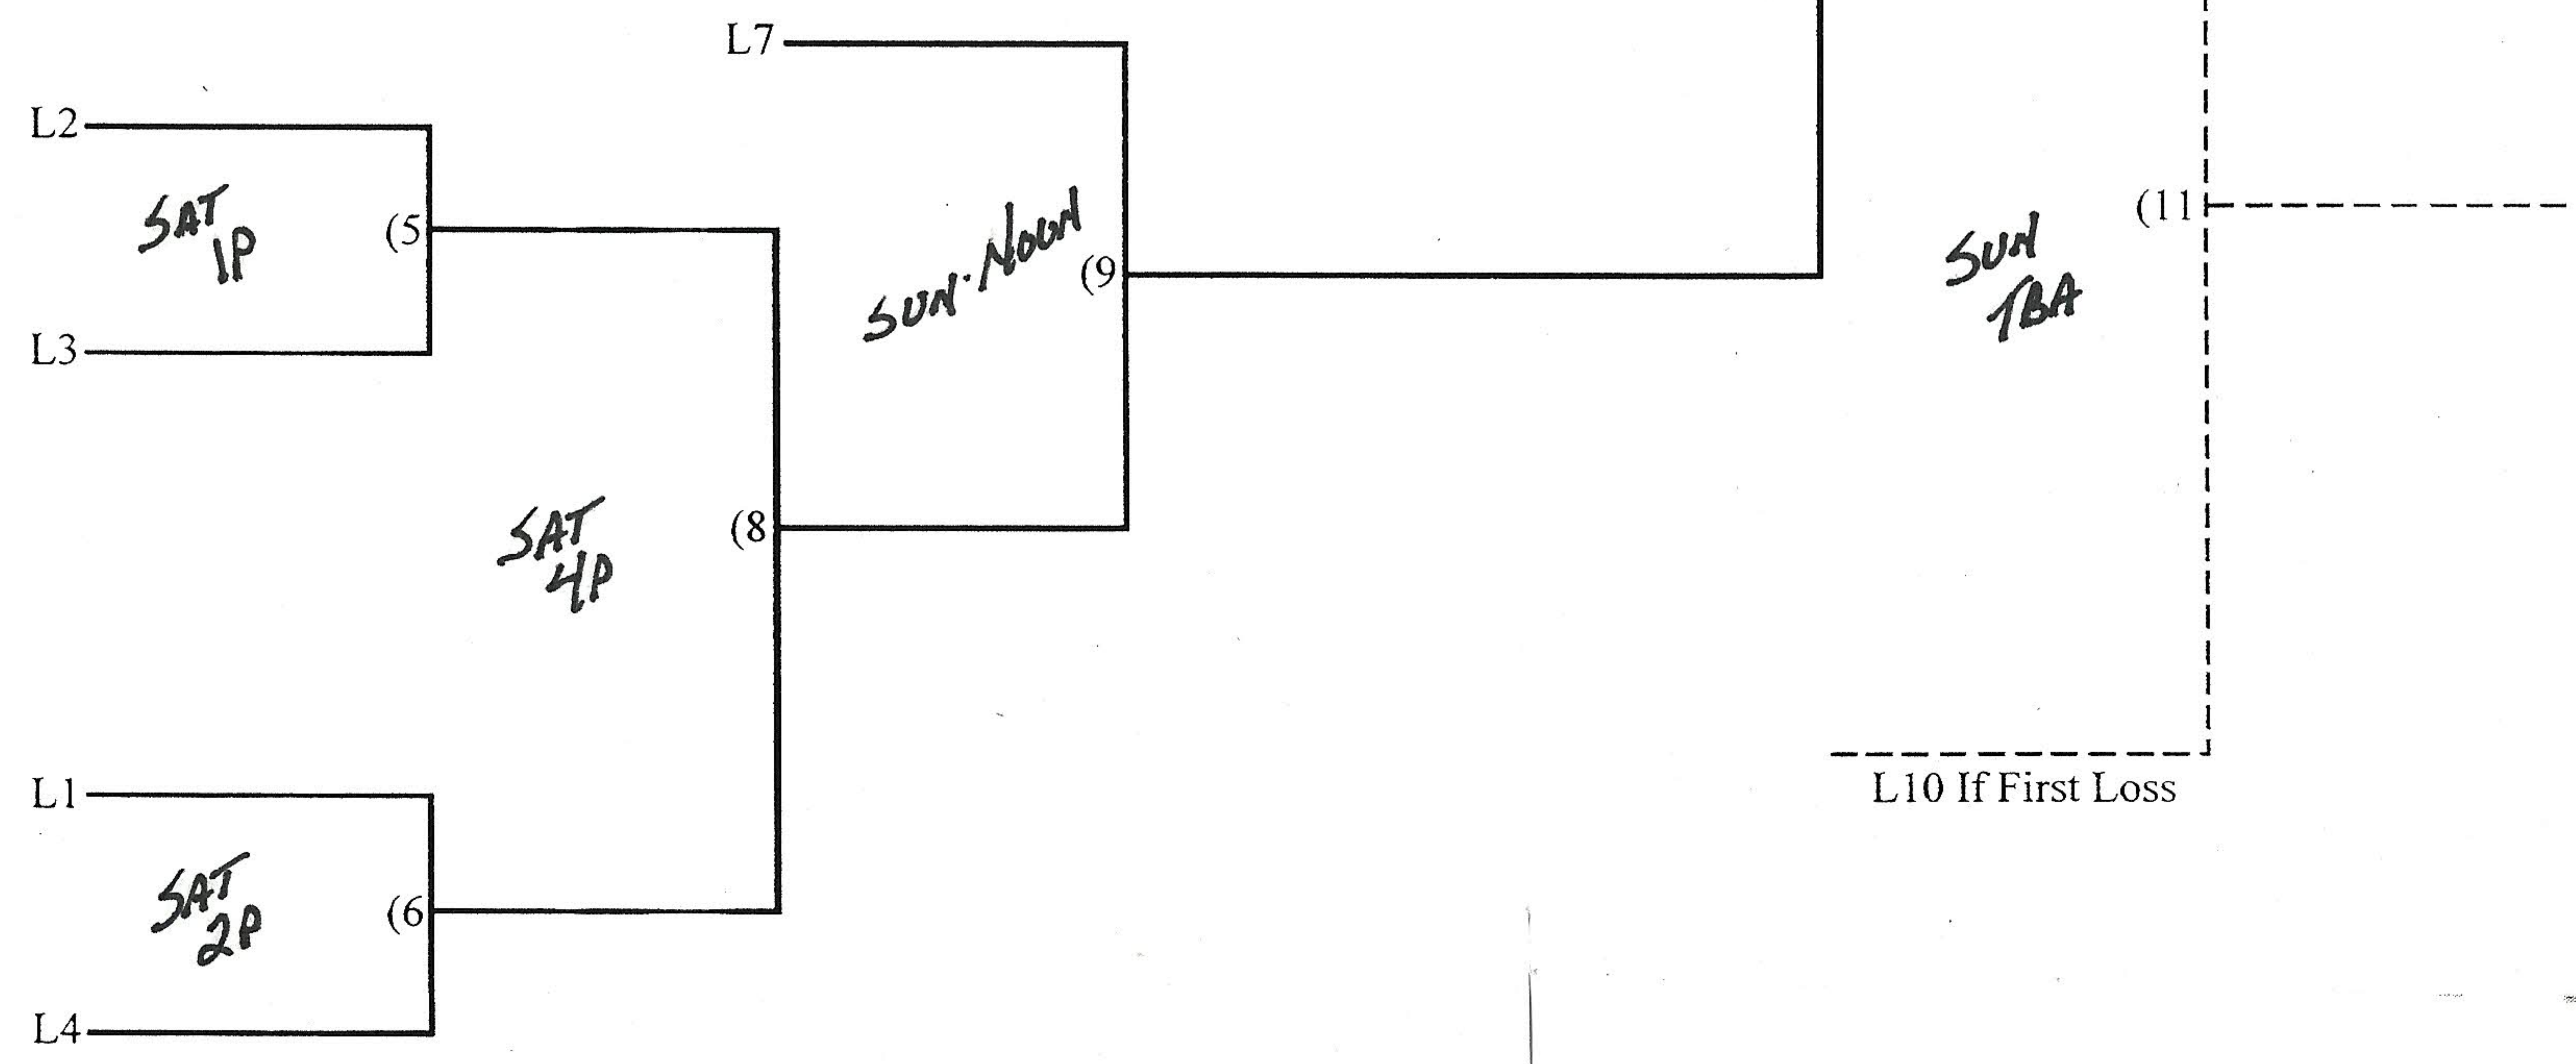 L7
L2
SAT
1P
(5
L3
SUN-NOON
(9
SUN
TBA
(11
SAT
4P
(8
L10 If First Loss
L1
SAT
2P
(6
L4